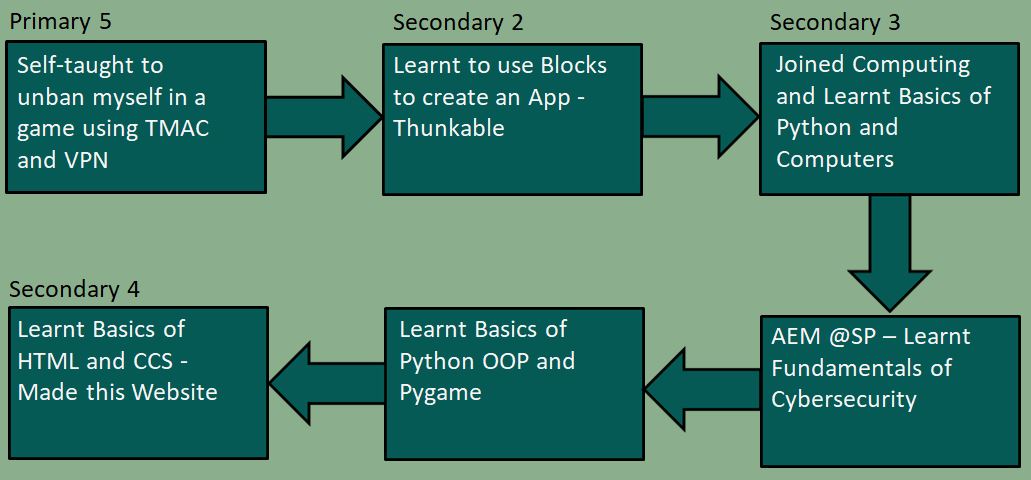 Primary 5
Self-taught to
unban myself in a
game using TMAC
and VPN
Secondary 2
Learnt to use Blocks
to create an App -
Thunkable
Secondary 3
Joined Computing
and Learnt Basics of
Python and
Computers
AEM @SP – Learnt
Fundamentals of
Cybersecurity
Learnt Basics of
Python OOP and
Pygame
Secondary 4
Learnt Basics of
HTML and CCS -
Made this Website